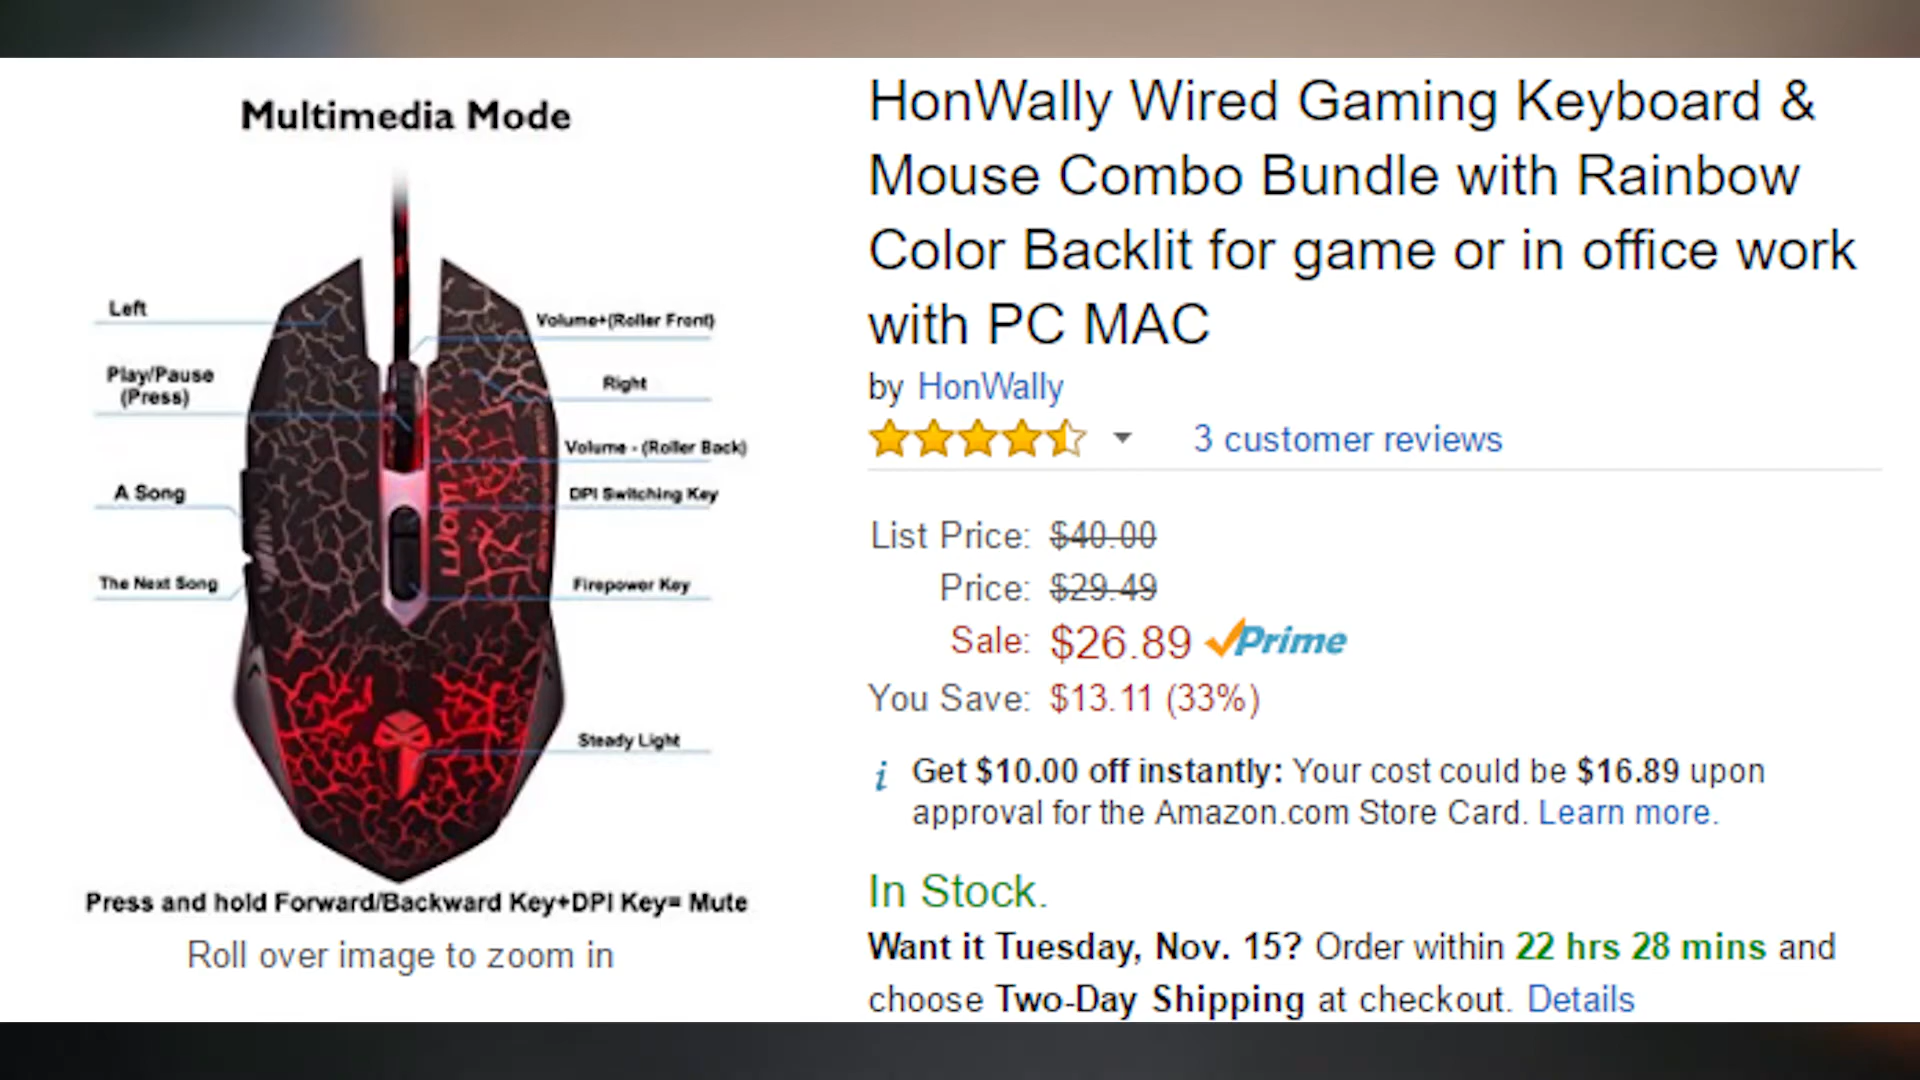 Multimedia Mode
Left
Play/Pause
(Press)
A Song
The Next Song
Volume+(Roller Front)
Right
Volume - (Roller Back)
DPI Switching Key
Firepower Key
Steady Light
Press and hold Forward/Backward Key+DPI Key= Mute
Roll over image to zoom in
HonWally Wired Gaming Keyboard &
Mouse Combo Bundle with Rainbow
Color Backlit for game or in office work
with PC MAC
by HonWally
3 customer reviews
List Price: $40.00
Price: $29.49
Sale: $26.89 Prime
You Save: $13.11 (33%)
i Get $10.00 off instantly: Your cost could be $16.89 upon
approval for the Amazon.com Store Card. Learn more.
In Stock.
Want it Tuesday, Nov. 15? Order within 22 hrs 28 mins and
choose Two-Day Shipping at checkout. Details